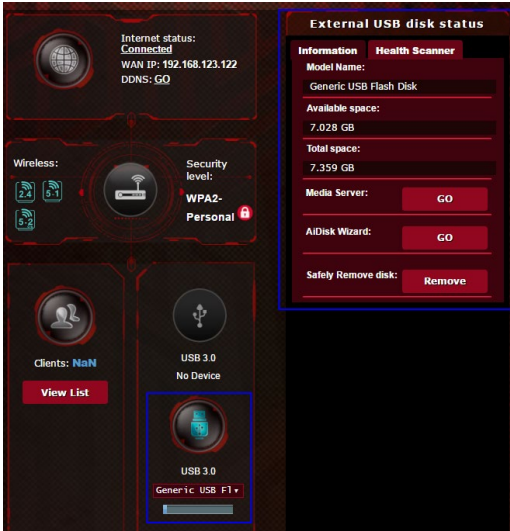 Internet status:
Connected
WAN IP: 192.168.123.122
DDNS: GO
Wireless:
2.4
5-1
5-2
Security
level:
WPA2-
Personal
Clients: NaN
View List
USB 3.0
No Device
USB 3.0
Generic USB Fl
External USB disk status
Information Health Scanner
Model Name:
Generic USB Flash Disk
Available space:
7.028 GB
Total space:
7.359 GB
Media Server: GO
AiDisk Wizard: GO
Safely Remove disk: Remove